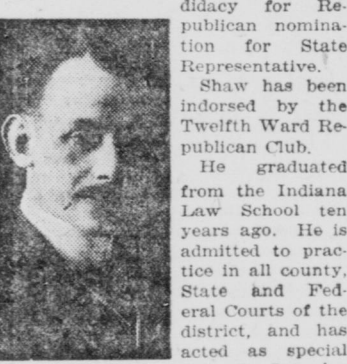 didacy for Re-
publican nomina-
tion for State
Representative.
Shaw has been
indorsed by the
Twelfth Ward Re-
publican Club.
He graduated
from the Indiana
Law School ten
years ago. He is
admitted to prac-
tice in all county,
State and Fed-
eral Courts of the
district, and has
acted as special